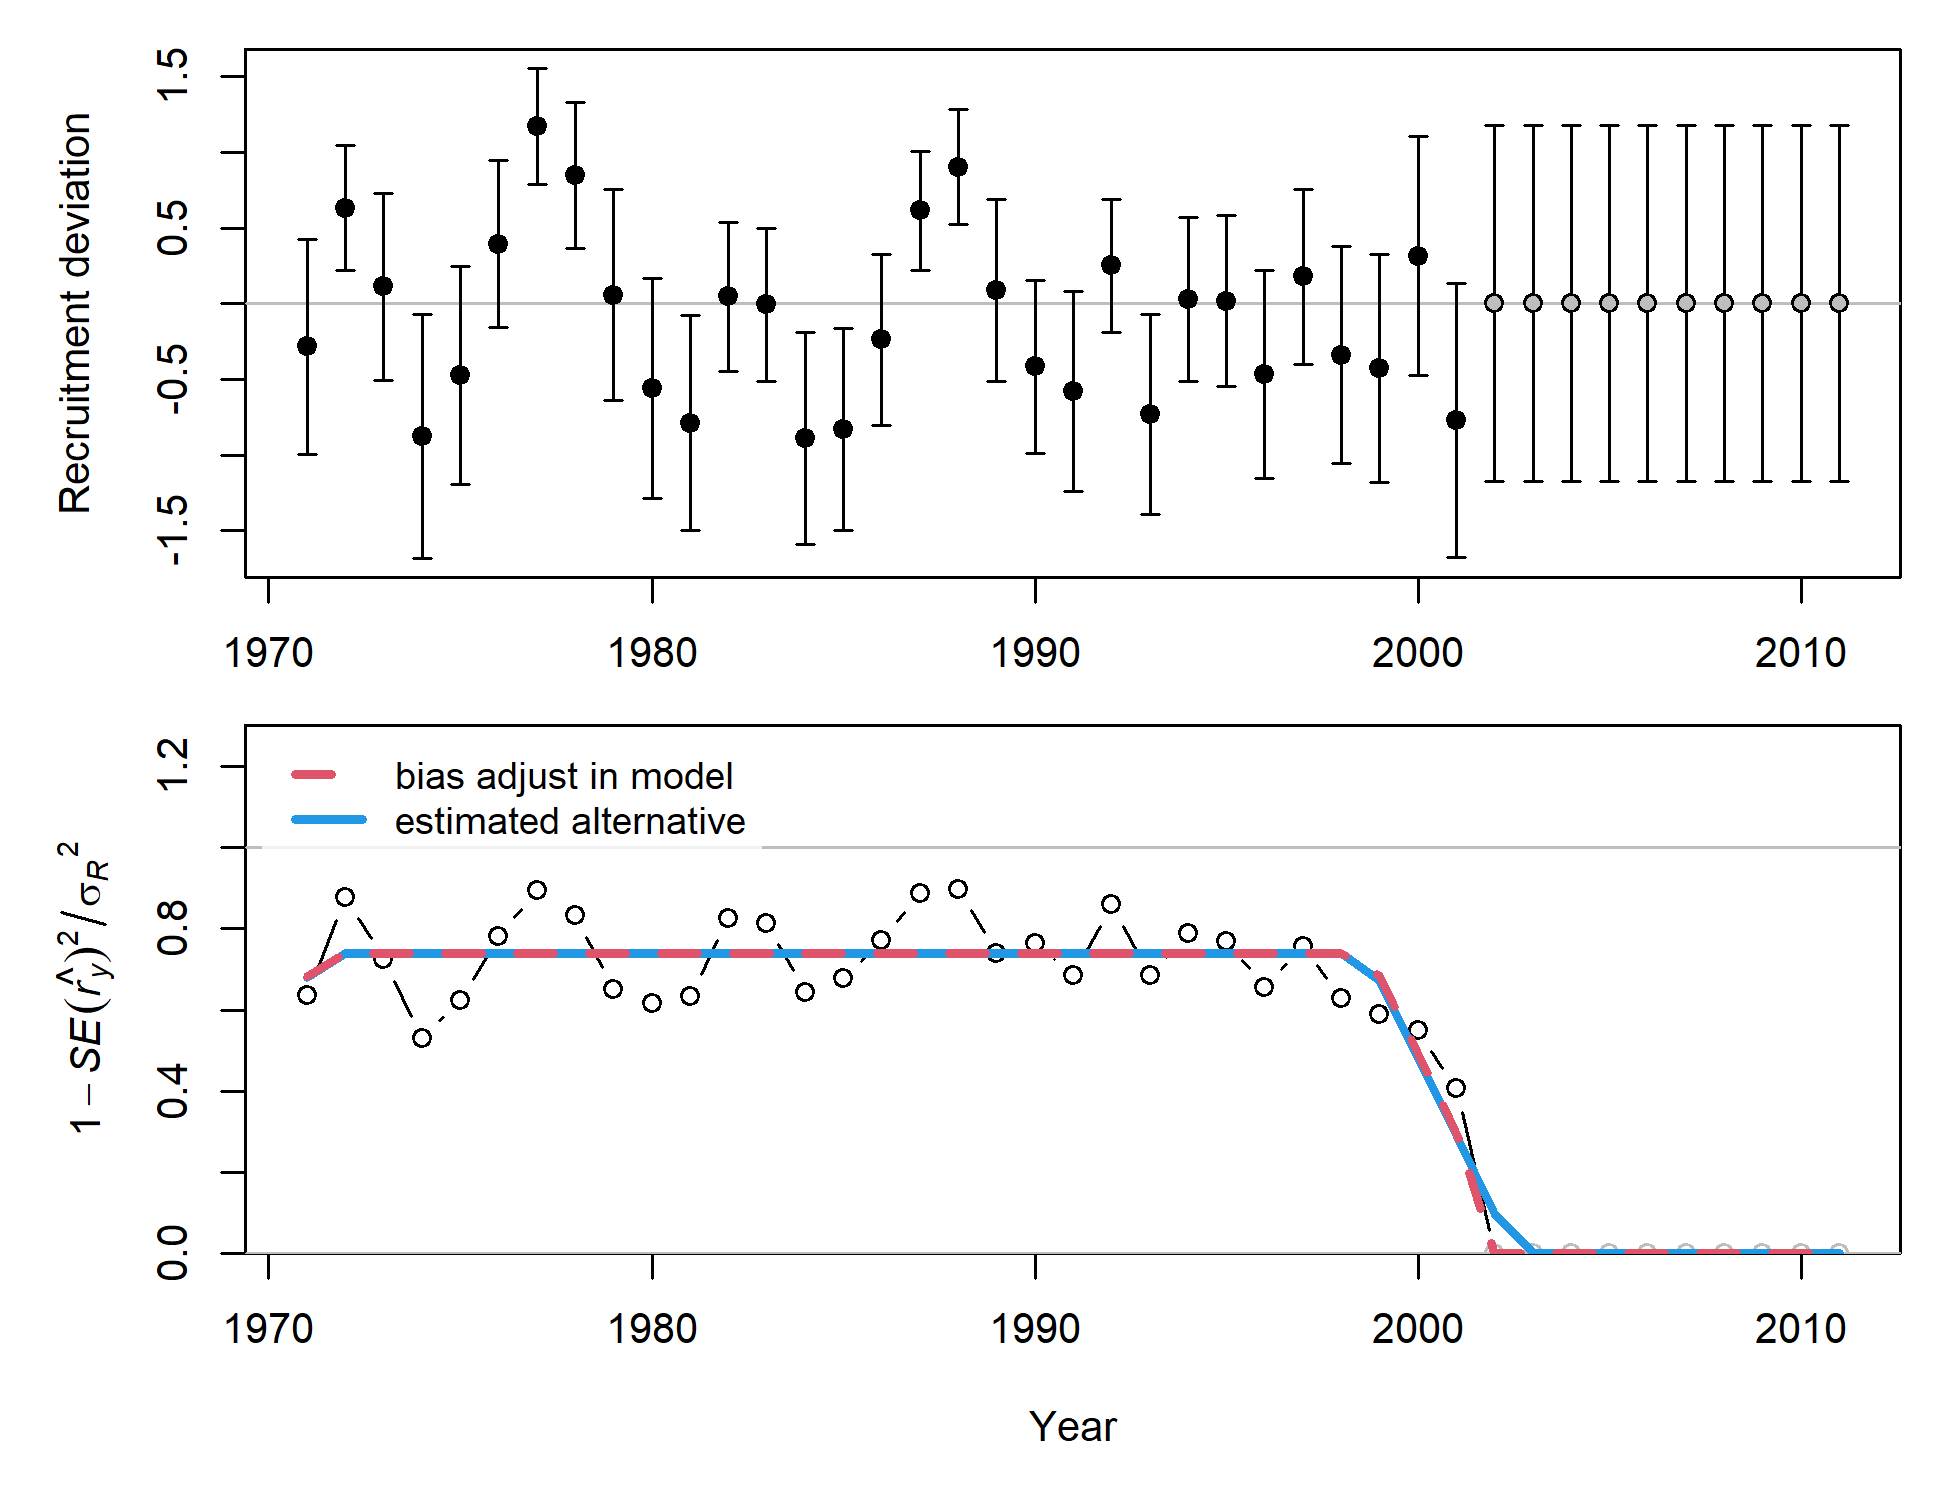 Recruitment deviation
1.5
0.5
-0.5
-1.5
1970 1980 1990 2000 2010
bias adjust in model
estimated alternative
1 − SE(r̂y)² / σR²
1.2
0.8
0.4
0.0
1970 1980 1990 2000 2010
Year